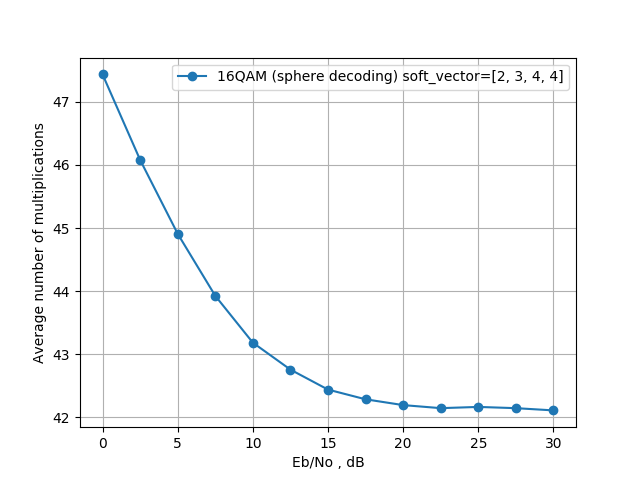 16QAM (sphere decoding) soft_vector=[2, 3, 4, 4]
47
46
45
44
43
42
Average number of multiplications
0 5 10 15 20 25 30
Eb/No , dB